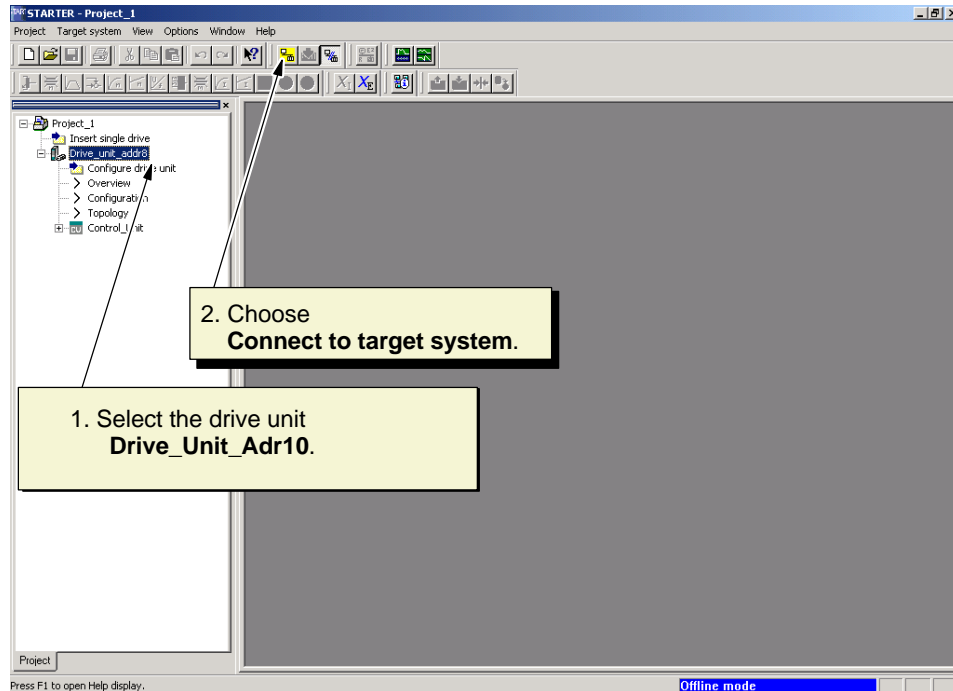 STARTER - Project_1
Project Target system View Options Window Help
Project_1
Insert single drive
Drive_unit_addr8
Configure drive unit
Overview
Configuration
Topology
Control_Unit
2. Choose
Connect to target system.
1. Select the drive unit
Drive_Unit_Adr10.
Project
Press F1 to open Help display.
Offline mode